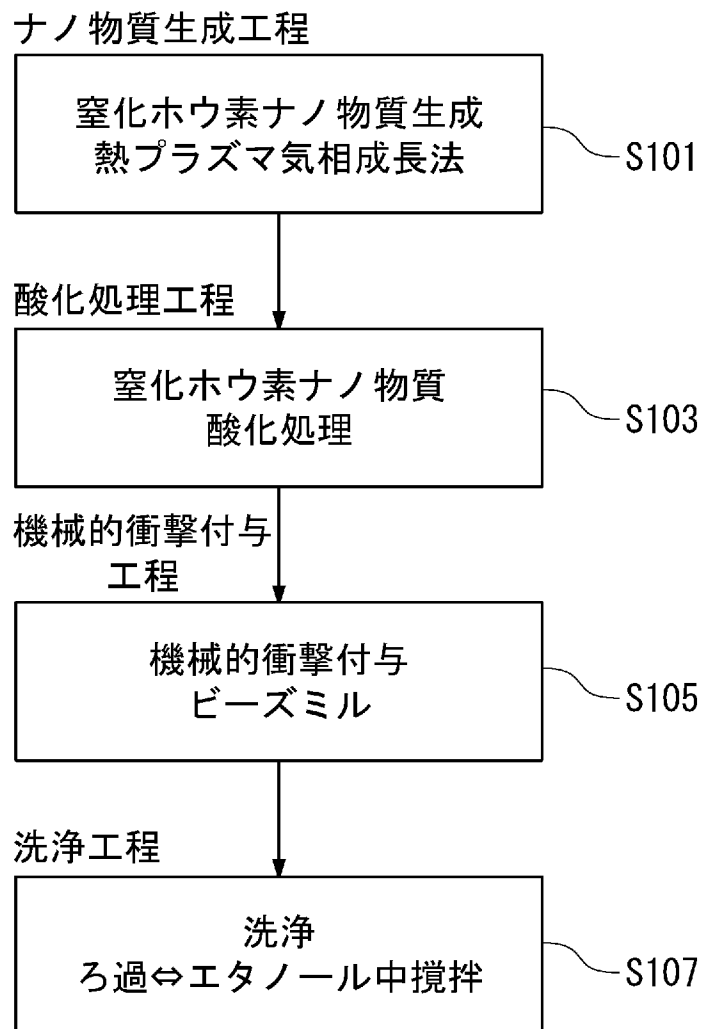 ナノ物質生成工程
窒化ホウ素ナノ物質生成
熱プラズマ気相成長法
S101
酸化処理工程
窒化ホウ素ナノ物質
酸化処理
S103
機械的衝撃付与
工程
機械的衝撃付与
ビーズミル
S105
洗浄工程
洗浄
ろ過⇔エタノール中撹拌
S107